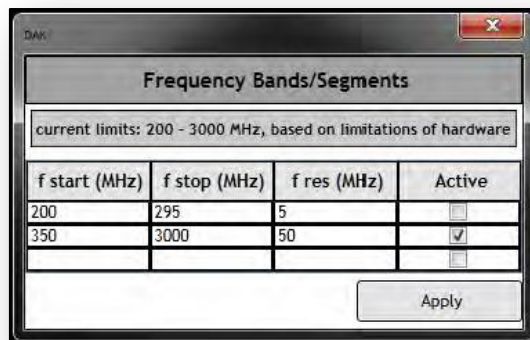 DAK
Frequency Bands/Segments
current limits: 200 - 3000 MHz, based on limitations of hardware
f start (MHz) f stop (MHz) f res (MHz) Active
200 295 5
350 3000 50
Apply